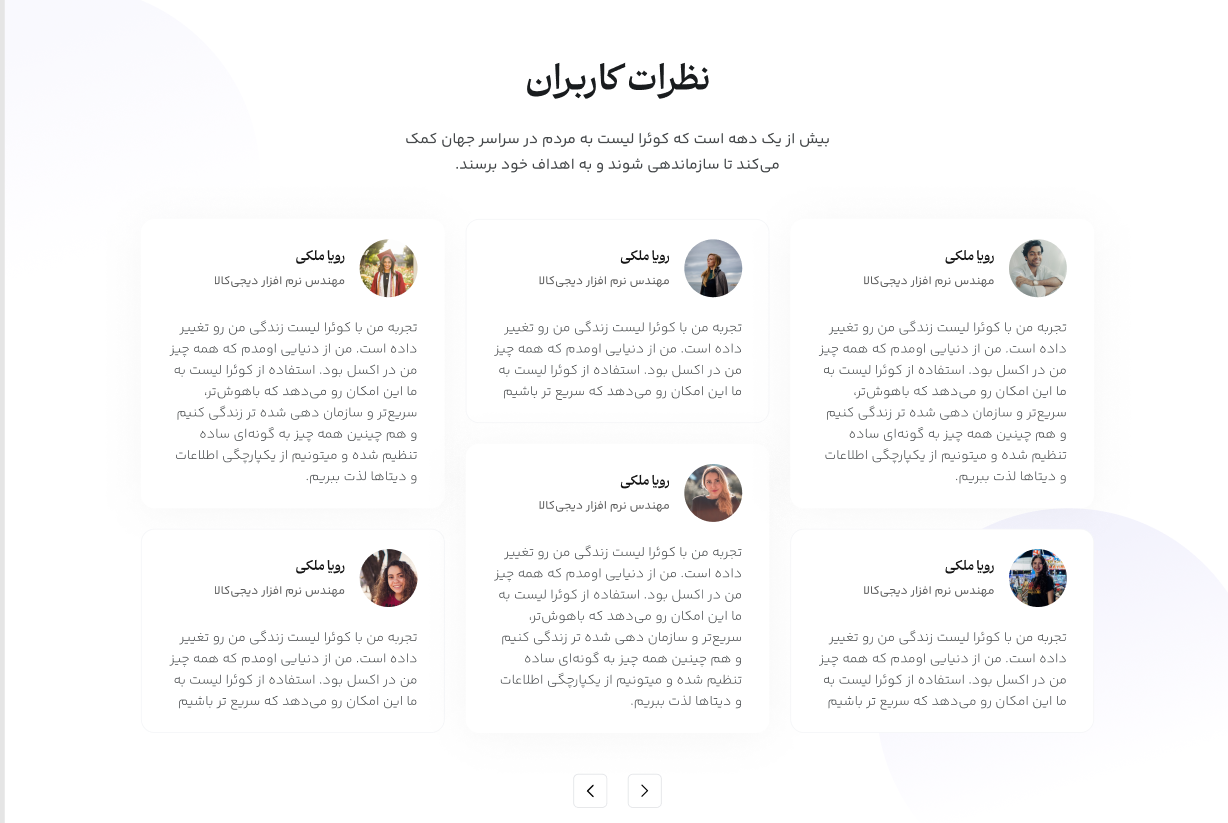 نظرات کاربران
بیش از یک دهه است که کوئرا لیست به مردم در سراسر جهان کمک
می‌کند تا سازماندهی شوند و به اهداف خود برسند.
رویا ملکی
مهندس نرم افزار دیجی‌کالا
تجربه من با کوئرا لیست زندگی من رو تغییر
داده است. من از دنیایی اومدم که همه چیز
من در اکسل بود. استفاده از کوئرا لیست به
ما این امکان رو می‌دهد که باهوش‌تر،
سریع‌تر و سازمان دهی شده تر زندگی کنیم
و هم چینین همه چیز به گونه‌ای ساده
تنظیم شده و میتونیم از یکپارچگی اطلاعات
و دیتاها لذت ببریم.
رویا ملکی
مهندس نرم افزار دیجی‌کالا
تجربه من با کوئرا لیست زندگی من رو تغییر
داده است. من از دنیایی اومدم که همه چیز
من در اکسل بود. استفاده از کوئرا لیست به
ما این امکان رو می‌دهد که سریع تر باشیم
رویا ملکی
مهندس نرم افزار دیجی‌کالا
تجربه من با کوئرا لیست زندگی من رو تغییر
داده است. من از دنیایی اومدم که همه چیز
من در اکسل بود. استفاده از کوئرا لیست به
ما این امکان رو می‌دهد که سریع تر باشیم
رویا ملکی
مهندس نرم افزار دیجی‌کالا
تجربه من با کوئرا لیست زندگی من رو تغییر
داده است. من از دنیایی اومدم که همه چیز
من در اکسل بود. استفاده از کوئرا لیست به
ما این امکان رو می‌دهد که باهوش‌تر،
سریع‌تر و سازمان دهی شده تر زندگی کنیم
و هم چینین همه چیز به گونه‌ای ساده
تنظیم شده و میتونیم از یکپارچگی اطلاعات
و دیتاها لذت ببریم.
رویا ملکی
مهندس نرم افزار دیجی‌کالا
تجربه من با کوئرا لیست زندگی من رو تغییر
داده است. من از دنیایی اومدم که همه چیز
من در اکسل بود. استفاده از کوئرا لیست به
ما این امکان رو می‌دهد که باهوش‌تر،
سریع‌تر و سازمان دهی شده تر زندگی کنیم
و هم چینین همه چیز به گونه‌ای ساده
تنظیم شده و میتونیم از یکپارچگی اطلاعات
و دیتاها لذت ببریم.
رویا ملکی
مهندس نرم افزار دیجی‌کالا
تجربه من با کوئرا لیست زندگی من رو تغییر
داده است. من از دنیایی اومدم که همه چیز
من در اکسل بود. استفاده از کوئرا لیست به
ما این امکان رو می‌دهد که سریع تر باشیم